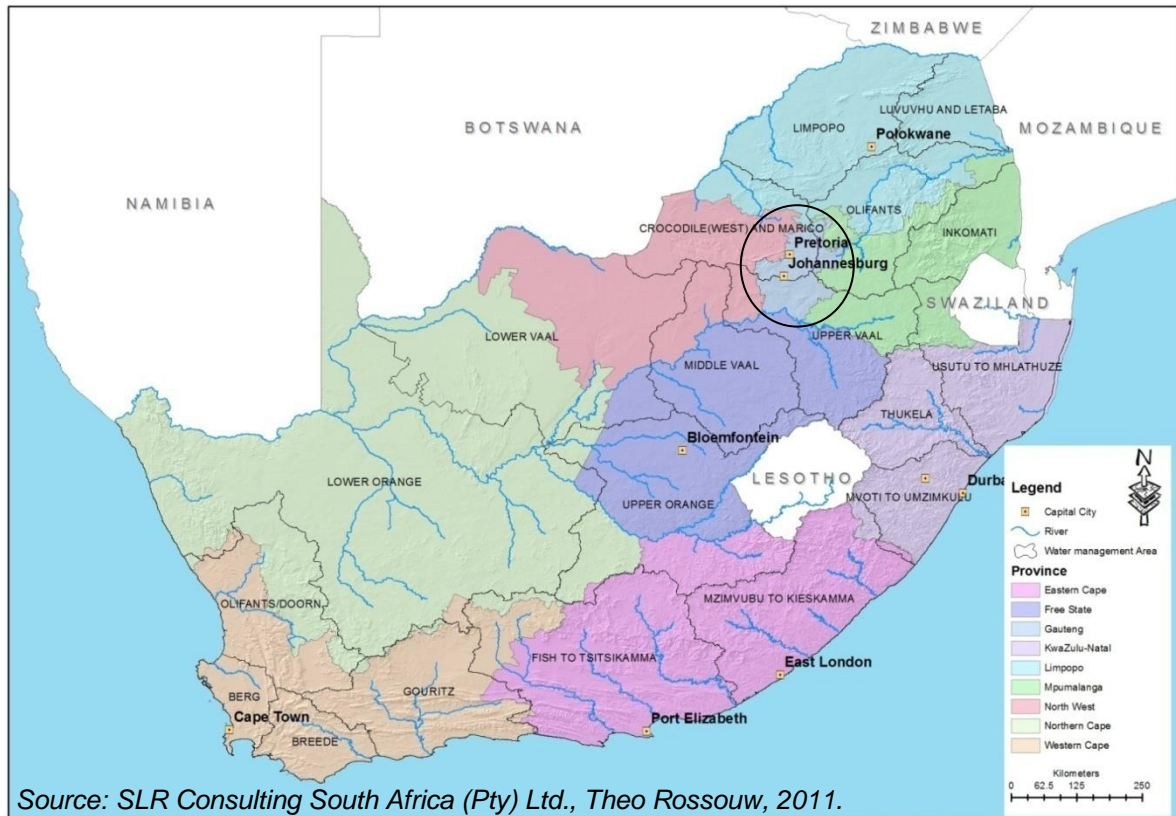 ZIMBABWE
LUVUVHU AND LETABA
LIMPOPO
BOTSWANA
MOZAMBIQUE
Polokwane
NAMIBIA
OLIFANTS
CROCODILE(WEST) AND MARICO
INKOMATI
Pretoria
Johannesburg
SWAZILAND
LOWER VAAL
UPPER VAAL
MIDDLE VAAL
USUTU TO MHLATHUZE
THUKELA
Bloemfontein
LESOTHO
LOWER ORANGE
UPPER ORANGE
MVOTI TO UMZIMKULU
Durba
N
Legend
Capital City
River
Water management Area
Province
Eastern Cape
Free State
Gauteng
KwaZulu-Natal
Limpopo
Mpumalanga
North West
Northern Cape
Western Cape
Kilometers
0 62.5 125 250
MZIMVUBU TO KIESKAMMA
OLIFANTS/DOORN
FISH TO TSITSIKAMMA
East London
GOURITZ
BERG
Cape Town
Port Elizabeth
BREEDE
Source: SLR Consulting South Africa (Pty) Ltd., Theo Rossouw, 2011.